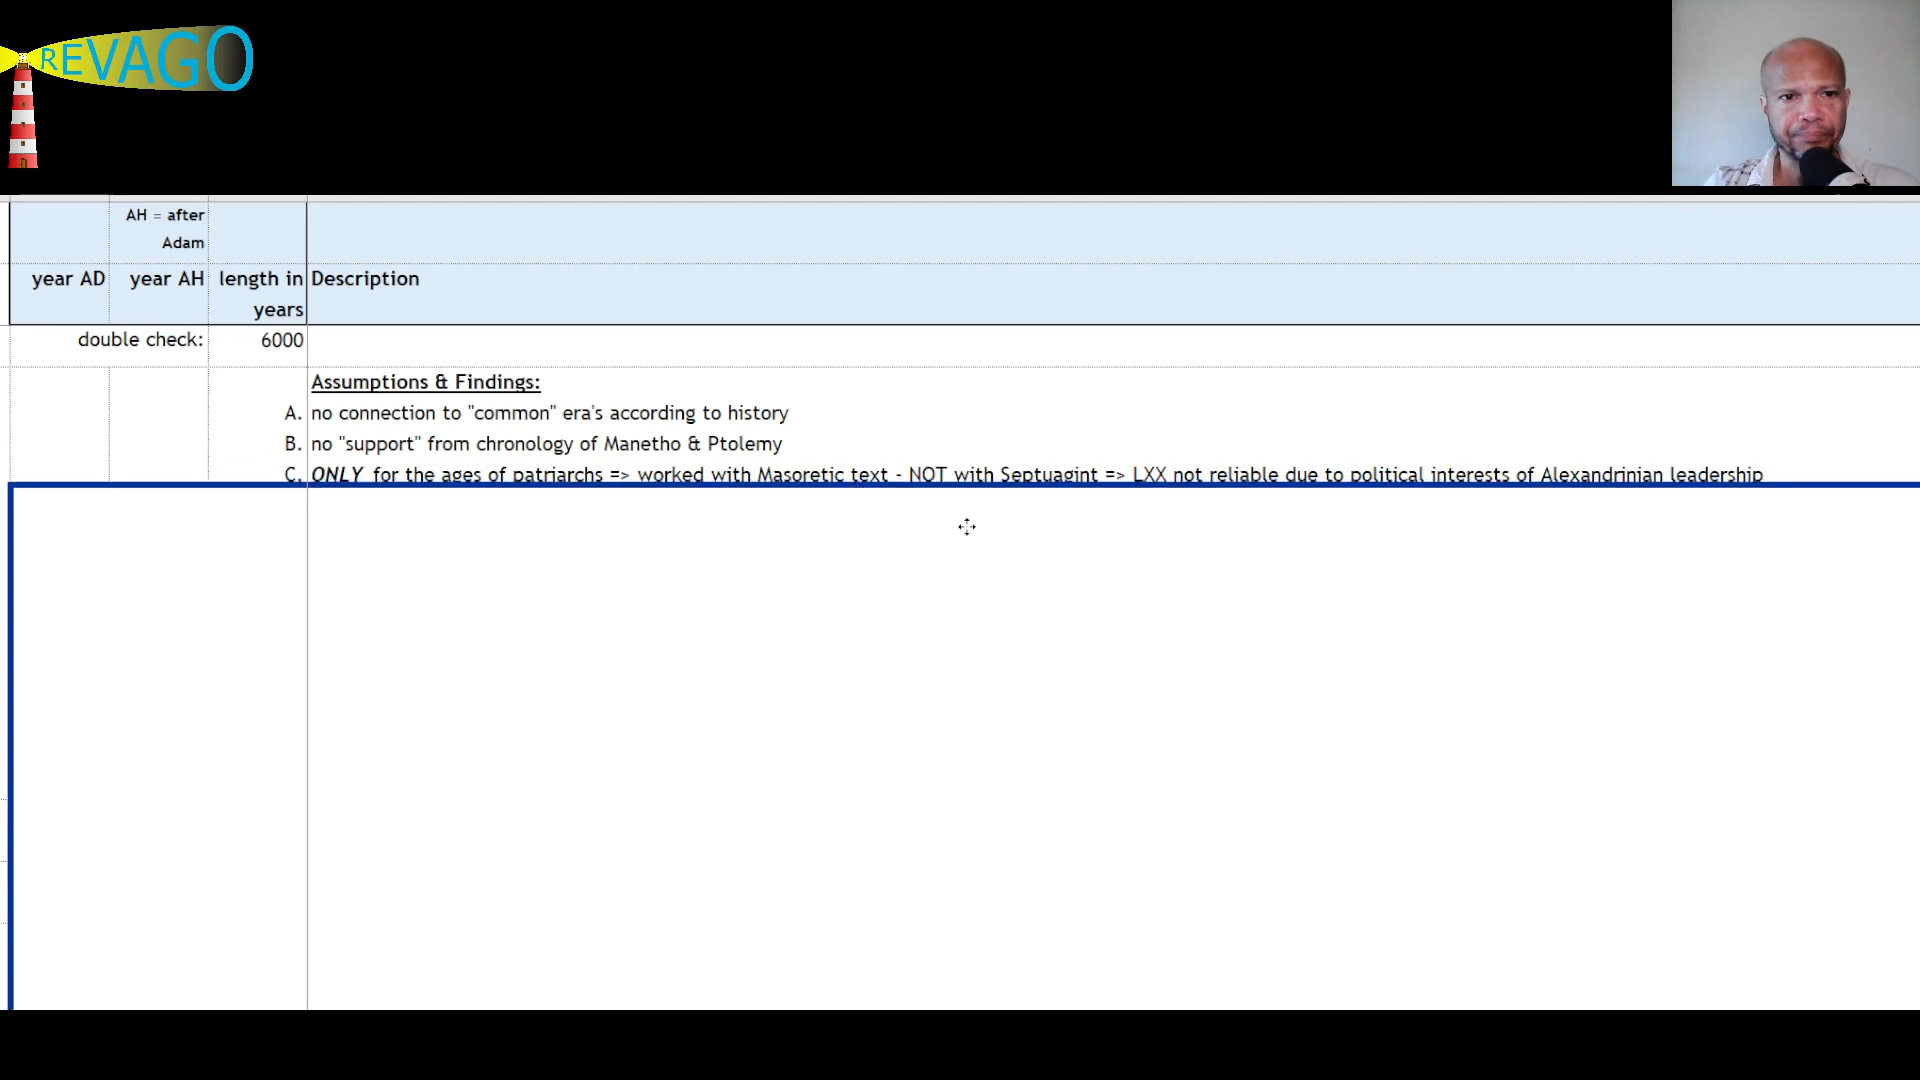 REVAGO
AH = after
Adam
year AD year AH length in Description
years
double check: 6000
Assumptions & Findings:
A. no connection to "common" era's according to history
B. no "support" from chronology of Manetho & Ptolemy
C. ONLY for the ages of patriarchs => worked with Masoretic text - NOT with Septuagint => LXX not reliable due to political interests of Alexandrinian leadership